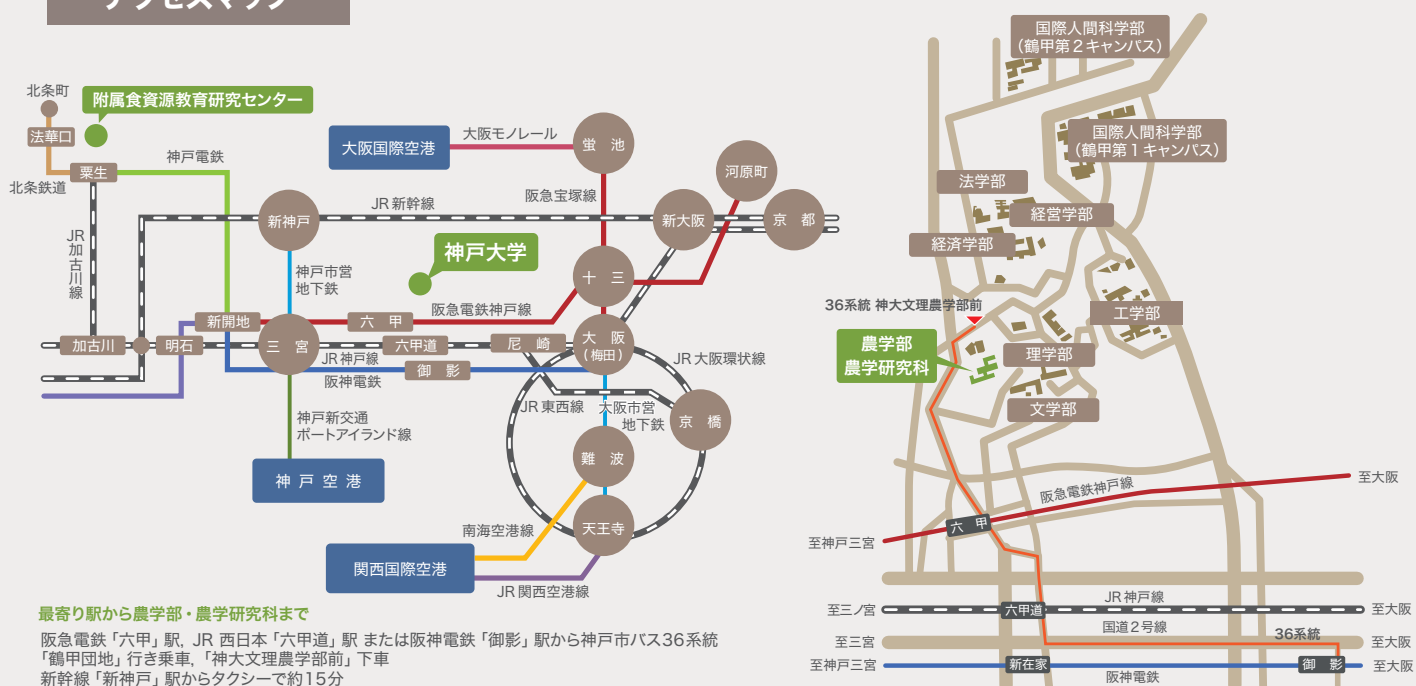 アクセスマップ
北条町
附属食資源教育研究センター
法華口
粟生
北条鉄道
神戸電鉄
大阪国際空港
大阪モノレール
蛍 池
河原町
阪急宝塚線
JR新幹線
新神戸
新大阪
京 都
JR加古川線
神戸市営
地下鉄
神戸大学
十 三
阪急電鉄神戸線
新開地
六 甲
加古川
明石
三 宮
JR神戸線
六甲道
尼 崎
大 阪
(梅田)
JR大阪環状線
阪神電鉄
御 影
JR東西線
大阪市営
地下鉄
京 橋
神戸新交通
ポートアイランド線
神戸空港
難 波
天王寺
南海空港線
関西国際空港
JR関西空港線
最寄り駅から農学部・農学研究科まで
阪急電鉄「六甲」駅, JR 西日本「六甲道」駅 または阪神電鉄「御影」駅から神戸市バス36系統
「鶴甲団地」行き乗車,「神大文理農学部前」下車
新幹線「新神戸」駅からタクシーで約15分
国際人間科学部
(鶴甲第2キャンパス)
国際人間科学部
(鶴甲第1キャンパス)
法学部
経営学部
経済学部
36系統 神大文理農学部前
工学部
農学部
農学研究科
理学部
文学部
阪急電鉄神戸線
至大阪
六 甲
至神戸三宮
JR神戸線
至三ノ宮
六甲道
至大阪
国道2号線
36系統
至三宮
至大阪
至神戸三宮
新在家
御 影
至大阪
阪神電鉄